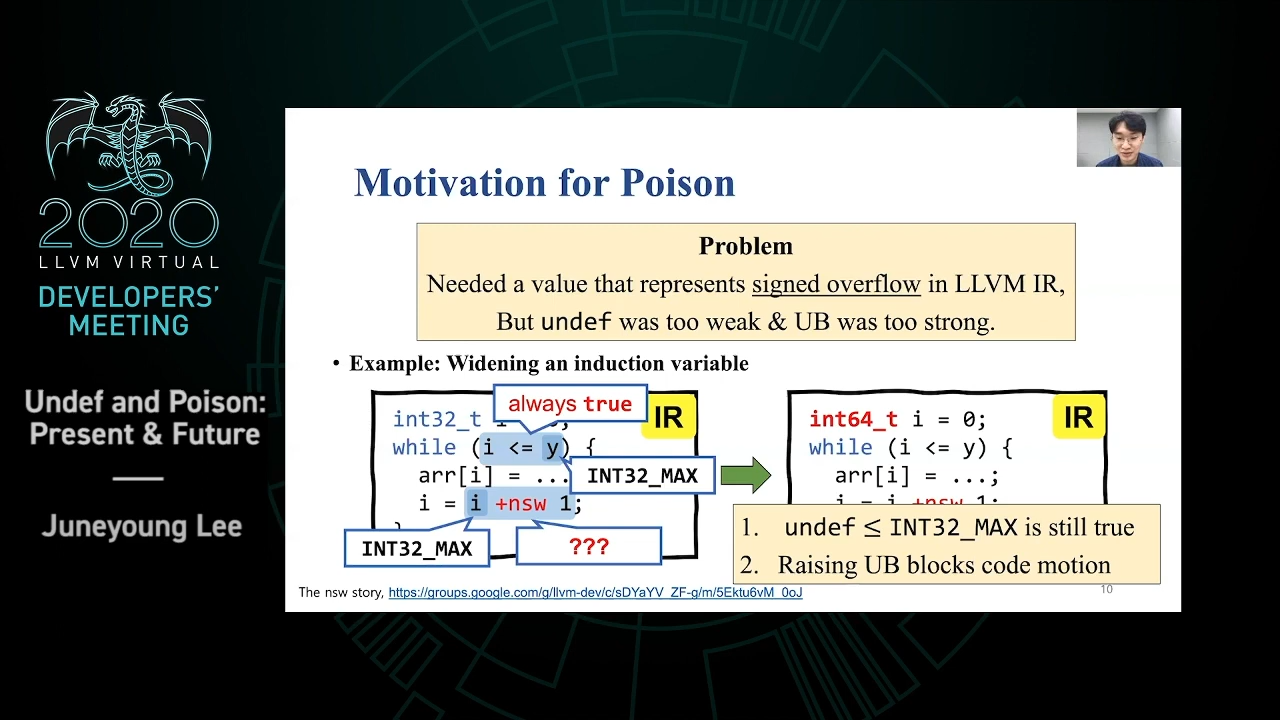 2020
LLVM VIRTUAL
DEVELOPERS'
MEETING
Undef and Poison:
Present & Future
Juneyoung Lee
Motivation for Poison
Problem
Needed a value that represents signed overflow in LLVM IR,
But undef was too weak & UB was too strong.
• Example: Widening an induction variable
always true
int32_t i
IR
while (i <= y) {
arr[i] = ...
INT32_MAX
i = i +nsw 1;
}
INT32_MAX
???
int64_t i = 0;
IR
while (i <= y) {
arr[i] = ...;
i = i +nsw 1;
1. undef ≤ INT32_MAX is still true
2. Raising UB blocks code motion
The nsw story, https://groups.google.com/g/llvm-dev/c/sDYaYV_ZF-g/m/5Ektu6vM_0oJ
10